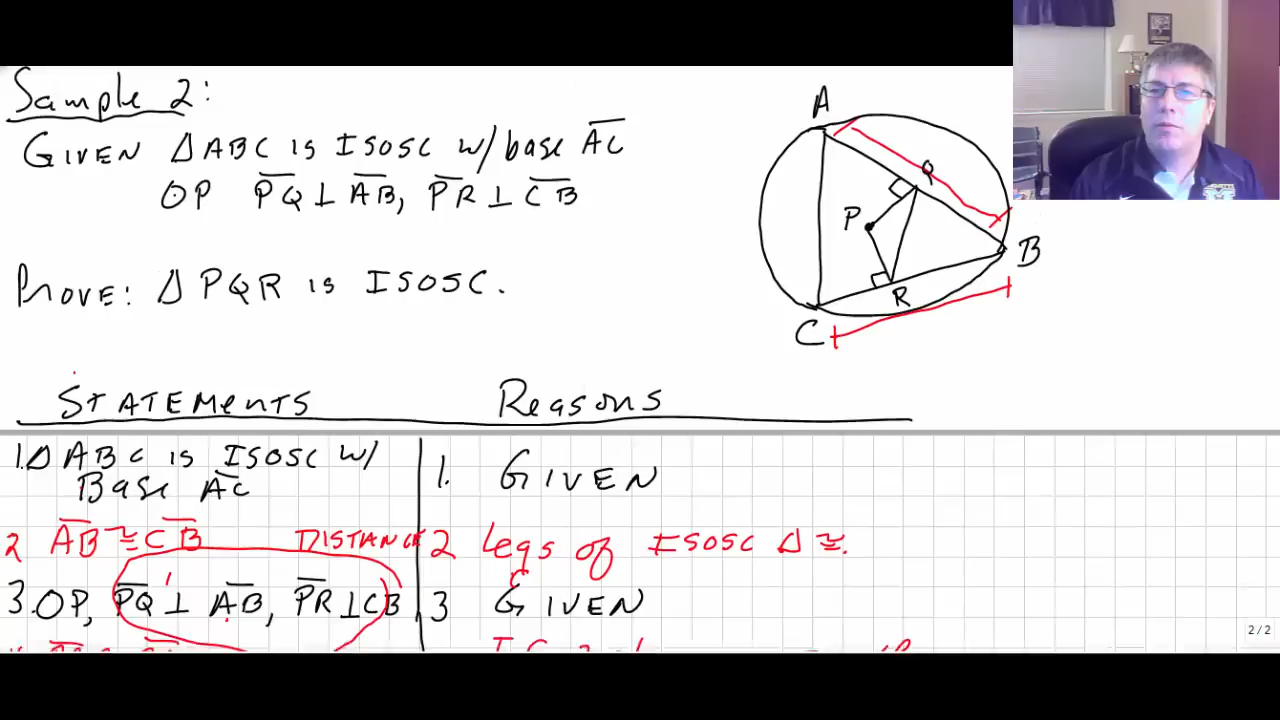 Sample 2:
GIVEN △ABC is ISOSC w/ base AC
⊙P PQ ⊥ AB, PR ⊥ CB
Prove: △PQR is ISOSC.
A
Q
P
B
R
C
STATEMENTS Reasons
1. △ABC is ISOSC w/ 1. GIVEN
Base AC
2 AB ≅ CB DISTANCE 2 Legs of ISOSC △ ≅.
3. ⊙P, PQ ⊥ AB, PR ⊥ CB 3 GIVEN
2/2